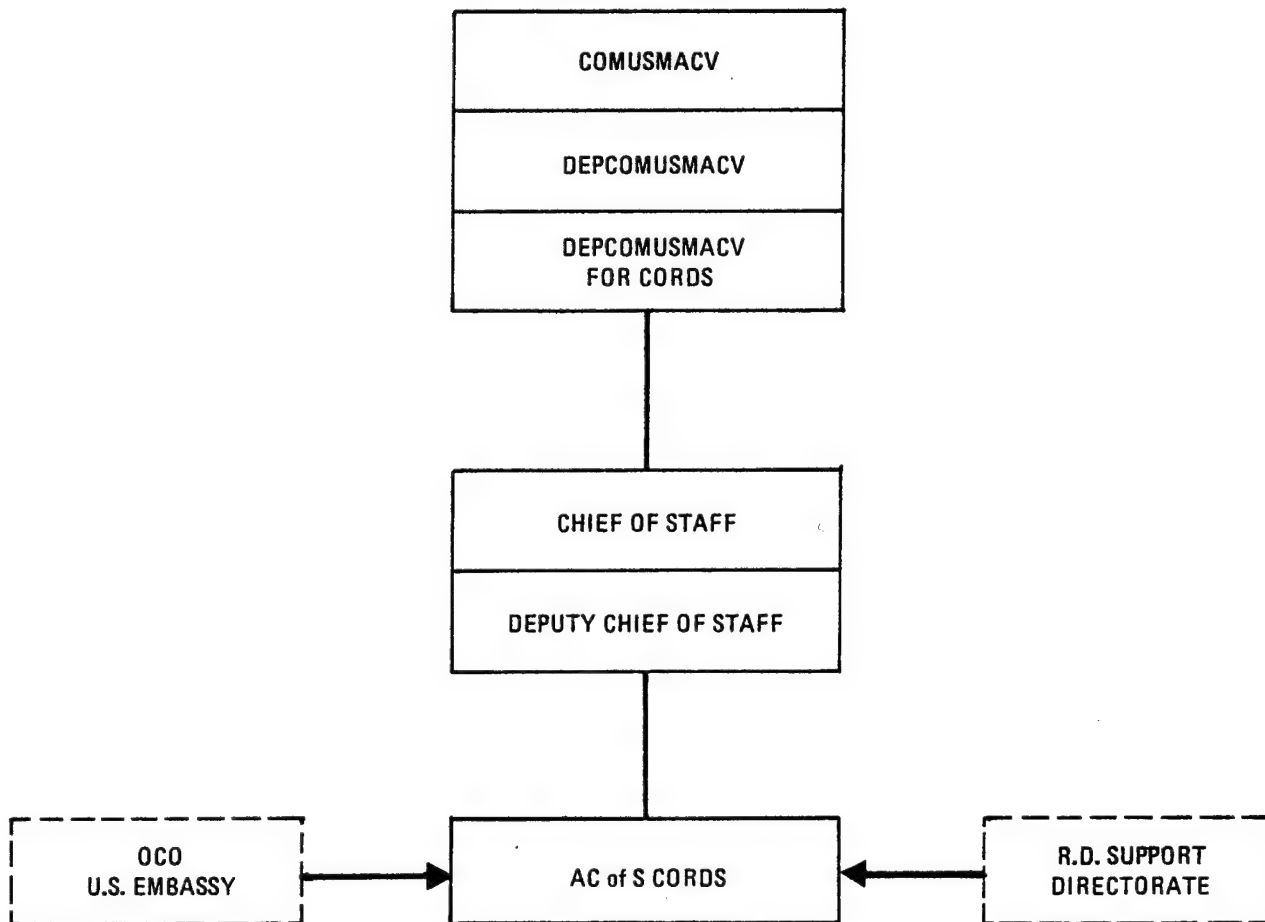 COMUSMACV
DEPCOMUSMACV
DEPCOMUSMACV
FOR CORDS
CHIEF OF STAFF
DEPUTY CHIEF OF STAFF
OCO
U.S. EMBASSY
AC of S CORDS
R.D. SUPPORT
DIRECTORATE